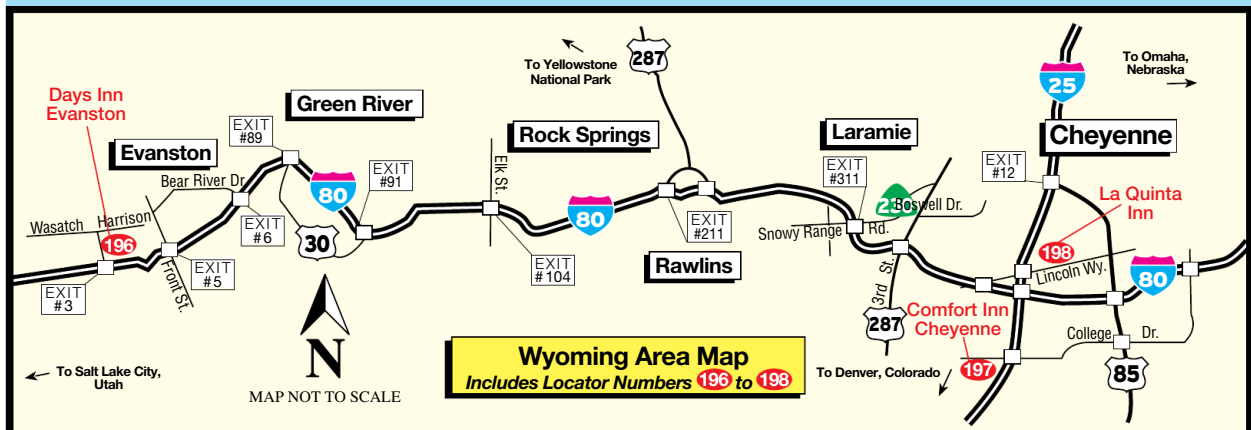 Days Inn
Evanston
Evanston
Green River
EXIT
#89
Bear River Dr.
Wasatch
Harrison
196
EXIT
#3
Front St.
EXIT
#5
EXIT
#6
80
30
EXIT
#91
To Salt Lake City,
Utah
N
MAP NOT TO SCALE
Elk St.
Rock Springs
EXIT
#104
80
To Yellowstone
National Park
287
EXIT
#211
Rawlins
Laramie
EXIT
#311
Snowy Range
Rd.
Boswell Dr.
3rd St.
287
Wyoming Area Map
Includes Locator Numbers 196 to 198
To Denver, Colorado
25
To Omaha,
Nebraska
Cheyenne
EXIT
#12
La Quinta
Inn
198
Lincoln Wy.
80
Comfort Inn
Cheyenne
197
College
Dr.
85